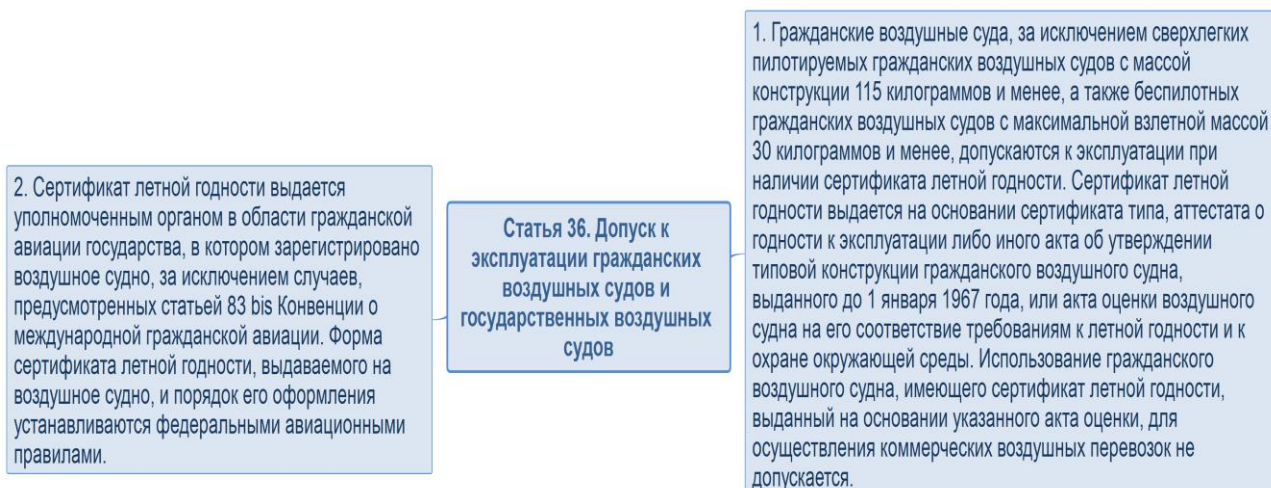 Статья 36. Допуск к
эксплуатации гражданских
воздушных судов и
государственных воздушных
судов
1. Гражданские воздушные суда, за исключением сверхлегких
пилотируемых гражданских воздушных судов с массой
конструкции 115 килограммов и менее, а также беспилотных
гражданских воздушных судов с максимальной взлетной массой
30 килограммов и менее, допускаются к эксплуатации при
наличии сертификата летной годности. Сертификат летной
годности выдается на основании сертификата типа, аттестата о
годности к эксплуатации либо иного акта об утверждении
типовой конструкции гражданского воздушного судна,
выданного до 1 января 1967 года, или акта оценки воздушного
судна на его соответствие требованиям к летной годности и к
охране окружающей среды. Использование гражданского
воздушного судна, имеющего сертификат летной годности,
выданный на основании указанного акта оценки, для
осуществления коммерческих воздушных перевозок не
допускается.
2. Сертификат летной годности выдается
уполномоченным органом в области гражданской
авиации государства, в котором зарегистрировано
воздушное судно, за исключением случаев,
предусмотренных статьей 83 bis Конвенции о
международной гражданской авиации. Форма
сертификата летной годности, выдаваемого на
воздушное судно, и порядок его оформления
устанавливаются федеральными авиационными
правилами.